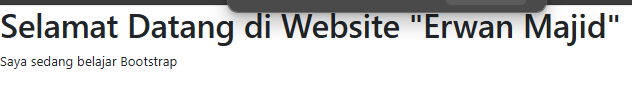 Selamat Datang di Website "Erwan Majid"
Saya sedang belajar Bootstrap